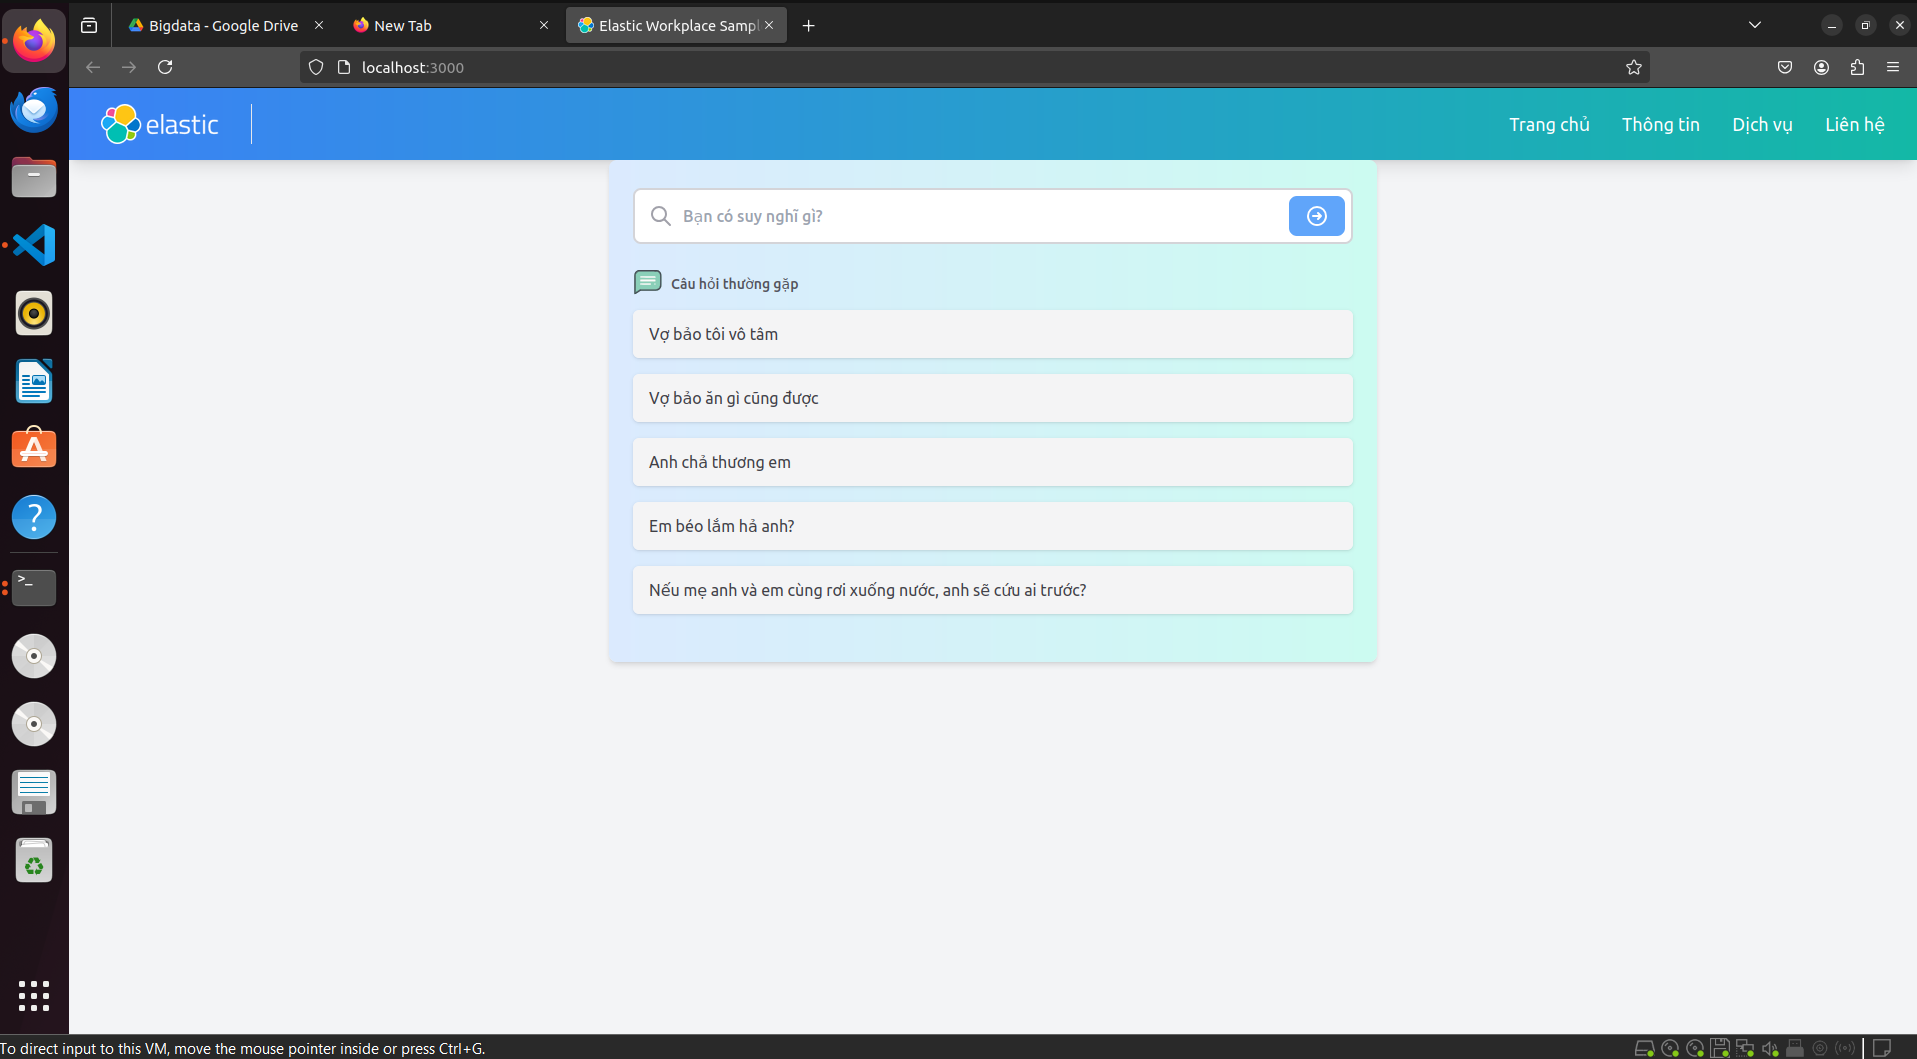 Bigdata - Google Drive
New Tab
Elastic Workplace Samp
localhost:3000
elastic
Trang chủ
Thông tin
Dịch vụ
Liên hệ
Bạn có suy nghĩ gì?
Câu hỏi thường gặp
Vợ bảo tôi vô tâm
Vợ bảo ăn gì cũng được
Anh chả thương em
Em béo lắm hả anh?
Nếu mẹ anh và em cùng rơi xuống nước, anh sẽ cứu ai trước?
To direct input to this VM, move the mouse pointer inside or press Ctrl+G.